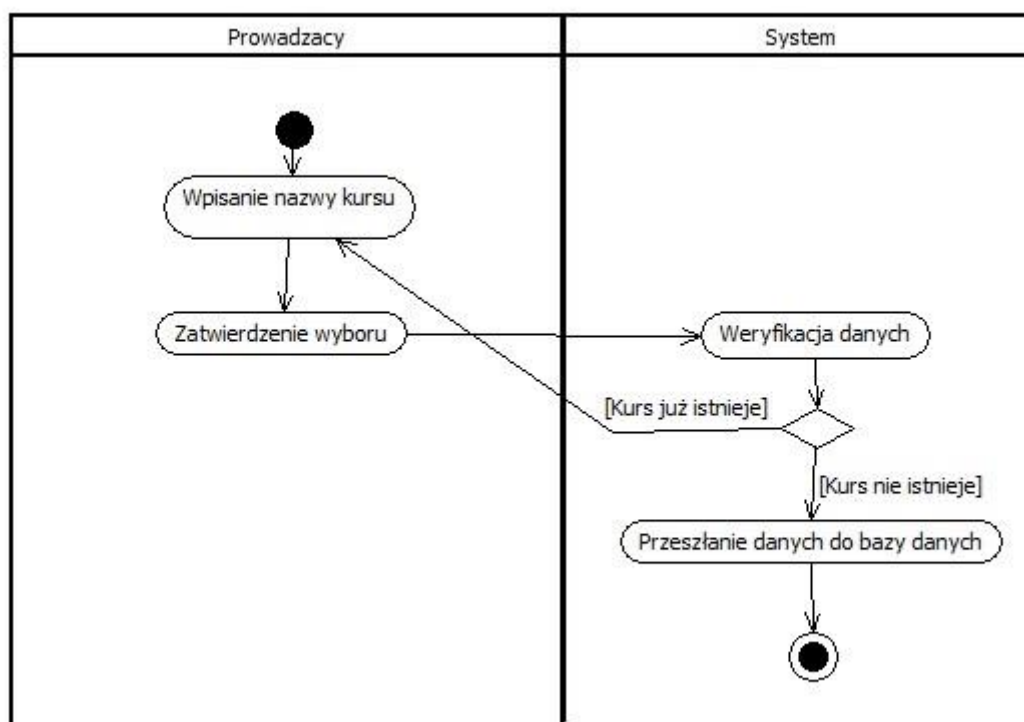 Prowadzacy
System
Wpisanie nazwy kursu
Zatwierdzenie wyboru
Weryfikacja danych
[Kurs już istnieje]
[Kurs nie istnieje]
Przeszłanie danych do bazy danych